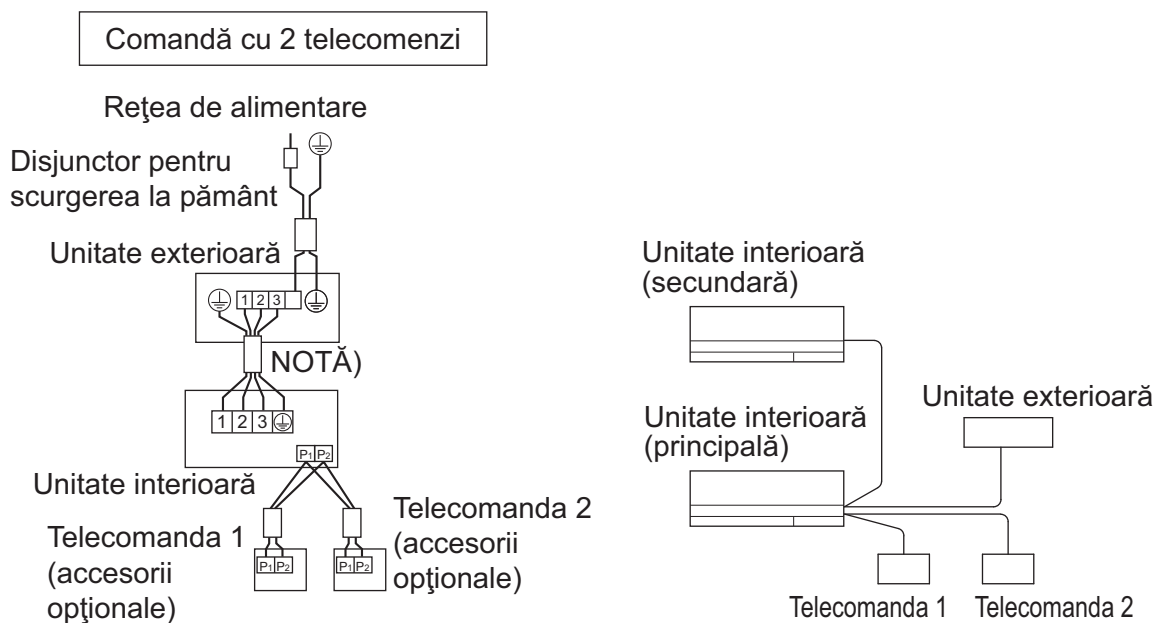 Comandă cu 2 telecomenzi
Reţea de alimentare
Disjunctor pentru
scurgerea la pământ
Unitate exterioară
1 2 3
NOTĂ)
1 2 3
P1 P2
Unitate interioară
Telecomanda 1
(accesorii
opţionale)
P1 P2
P1 P2
Telecomanda 2
(accesorii
opţionale)
Unitate interioară
(secundară)
Unitate interioară
(principală)
Unitate exterioară
Telecomanda 1
Telecomanda 2